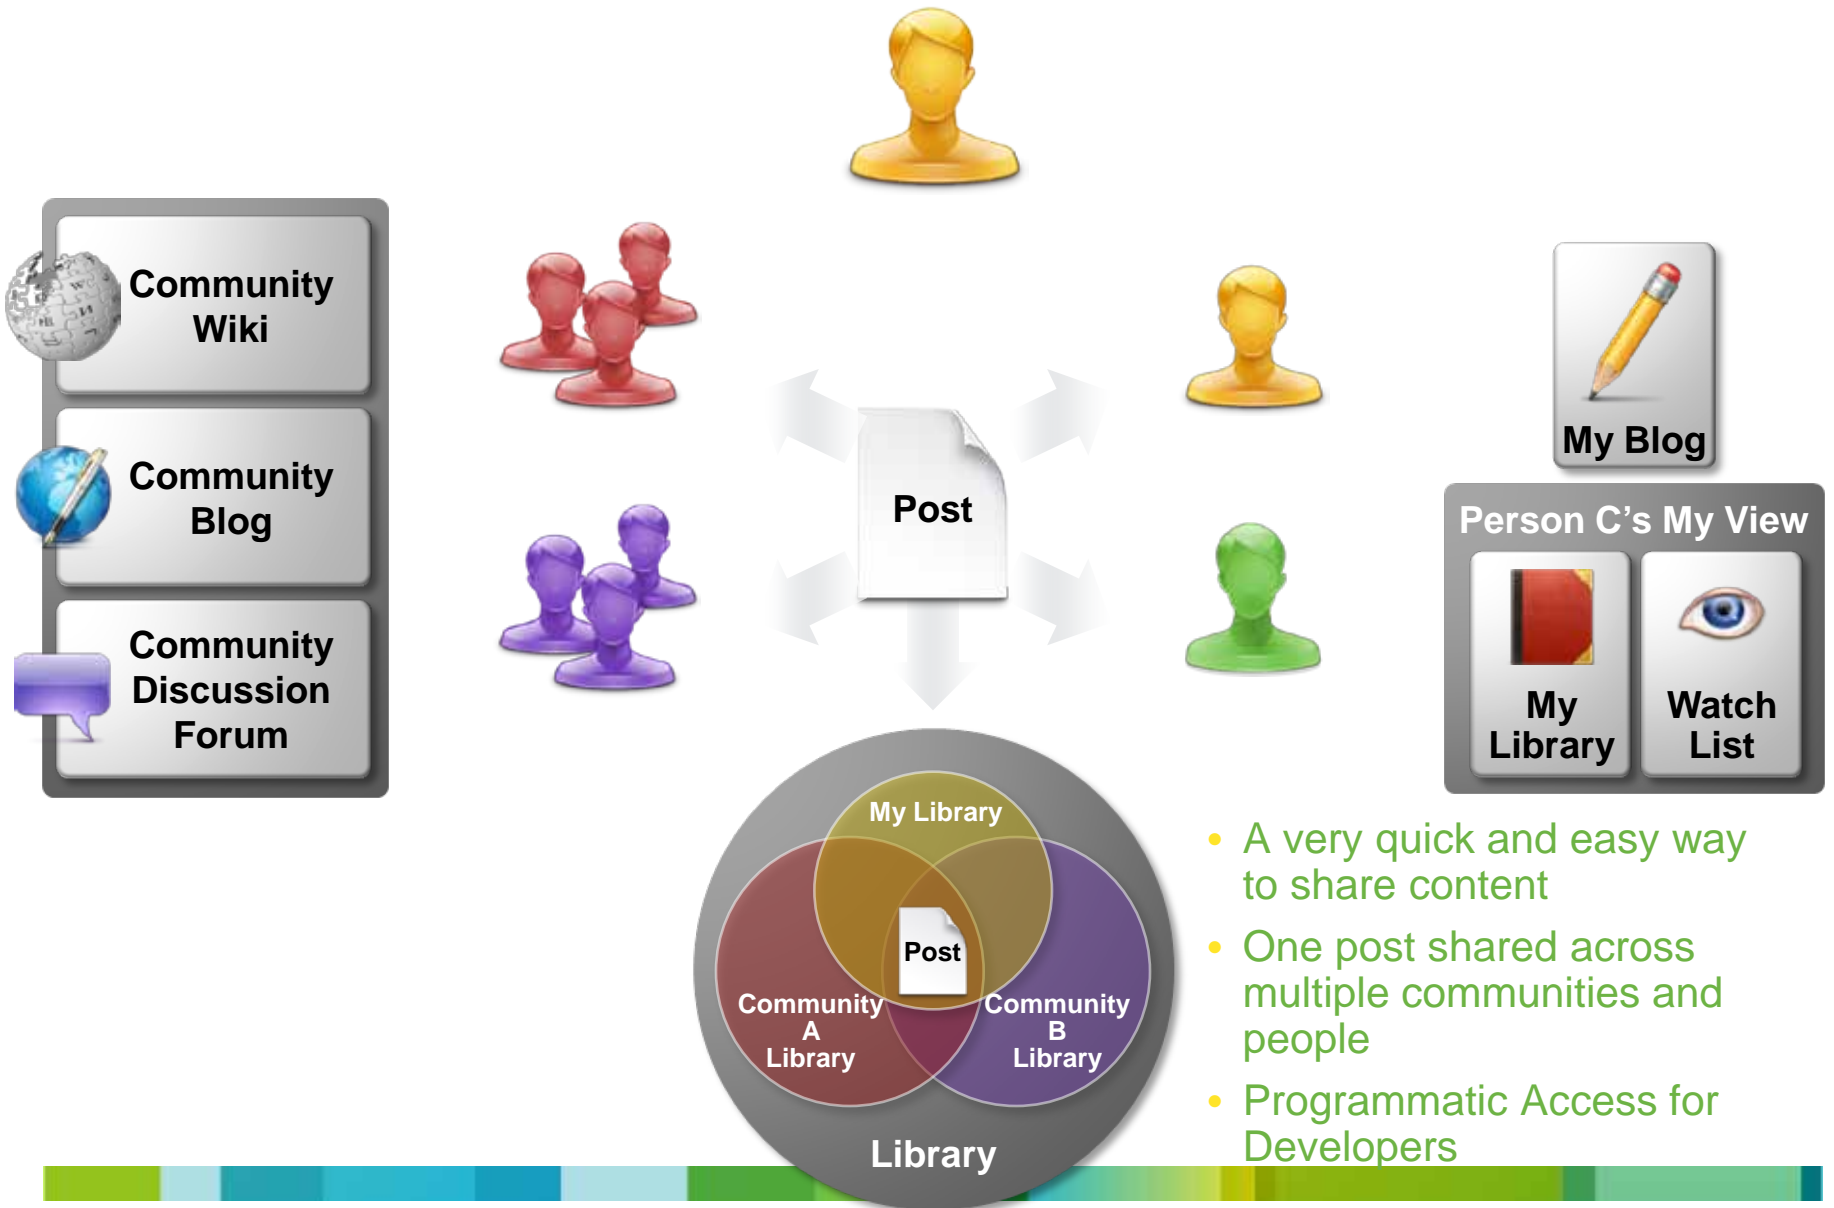 Community
Wiki
Community
Blog
Community
Discussion
Forum
Post
My Blog
Person C's My View
My
Library
Watch
List
My Library
Post
Community
A
Library
Community
B
Library
Library
• A very quick and easy way
to share content
• One post shared across
multiple communities and
people
• Programmatic Access for
Developers